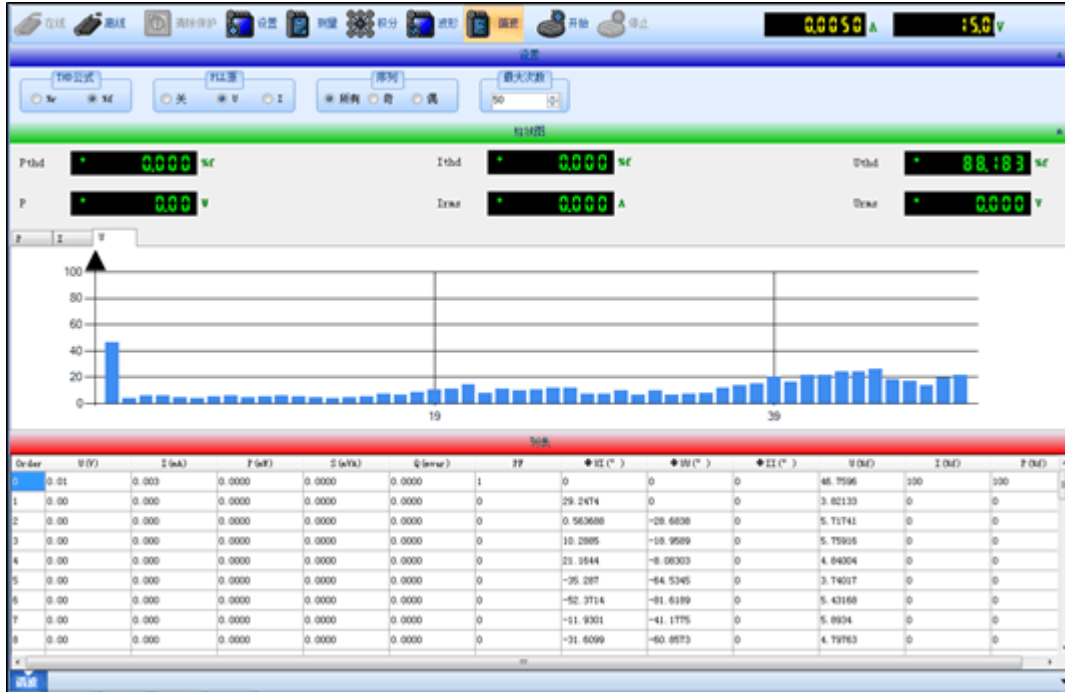 在线 离线 清除保护 设置 测量 积分 波形 谐波 开始 停止 0.0050 A 15.0 V
设置
THD公式 PLL源 序列 最大次数
%r %f 关 U I 所有 奇 偶 50
柱状图
Pthd 0.000 %f Ithd 0.000 %f Uthd 88.183 %f
P 0.00 W Irms 0.000 A Urms 0.000 V
P I U
100
80
60
40
20
0
19 39
列表
Order U(V) I(mA) P(mW) S(mVA) Q(mvar) PF ΦUI(°) ΦUU(°) ΦII(°) U(%f) I(%f) P(%f)
0 0.01 0.003 0.0000 0.0000 0.0000 1 0 0 0 46.7596 100 100
1 0.00 0.000 0.0000 0.0000 0.0000 0 29.2474 0 0 3.82133 0 0
2 0.00 0.000 0.0000 0.0000 0.0000 0 0.563688 -28.6838 0 5.71741 0 0
3 0.00 0.000 0.0000 0.0000 0.0000 0 10.2885 -18.9589 0 5.75916 0 0
4 0.00 0.000 0.0000 0.0000 0.0000 0 21.1644 -8.08303 0 4.84004 0 0
5 0.00 0.000 0.0000 0.0000 0.0000 0 -35.287 -64.5345 0 3.74017 0 0
6 0.00 0.000 0.0000 0.0000 0.0000 0 -52.3714 -81.6189 0 5.43168 0 0
7 0.00 0.000 0.0000 0.0000 0.0000 0 -11.9301 -41.1775 0 5.8934 0 0
8 0.00 0.000 0.0000 0.0000 0.0000 0 -31.6099 -60.8573 0 4.79763 0 0
谐波